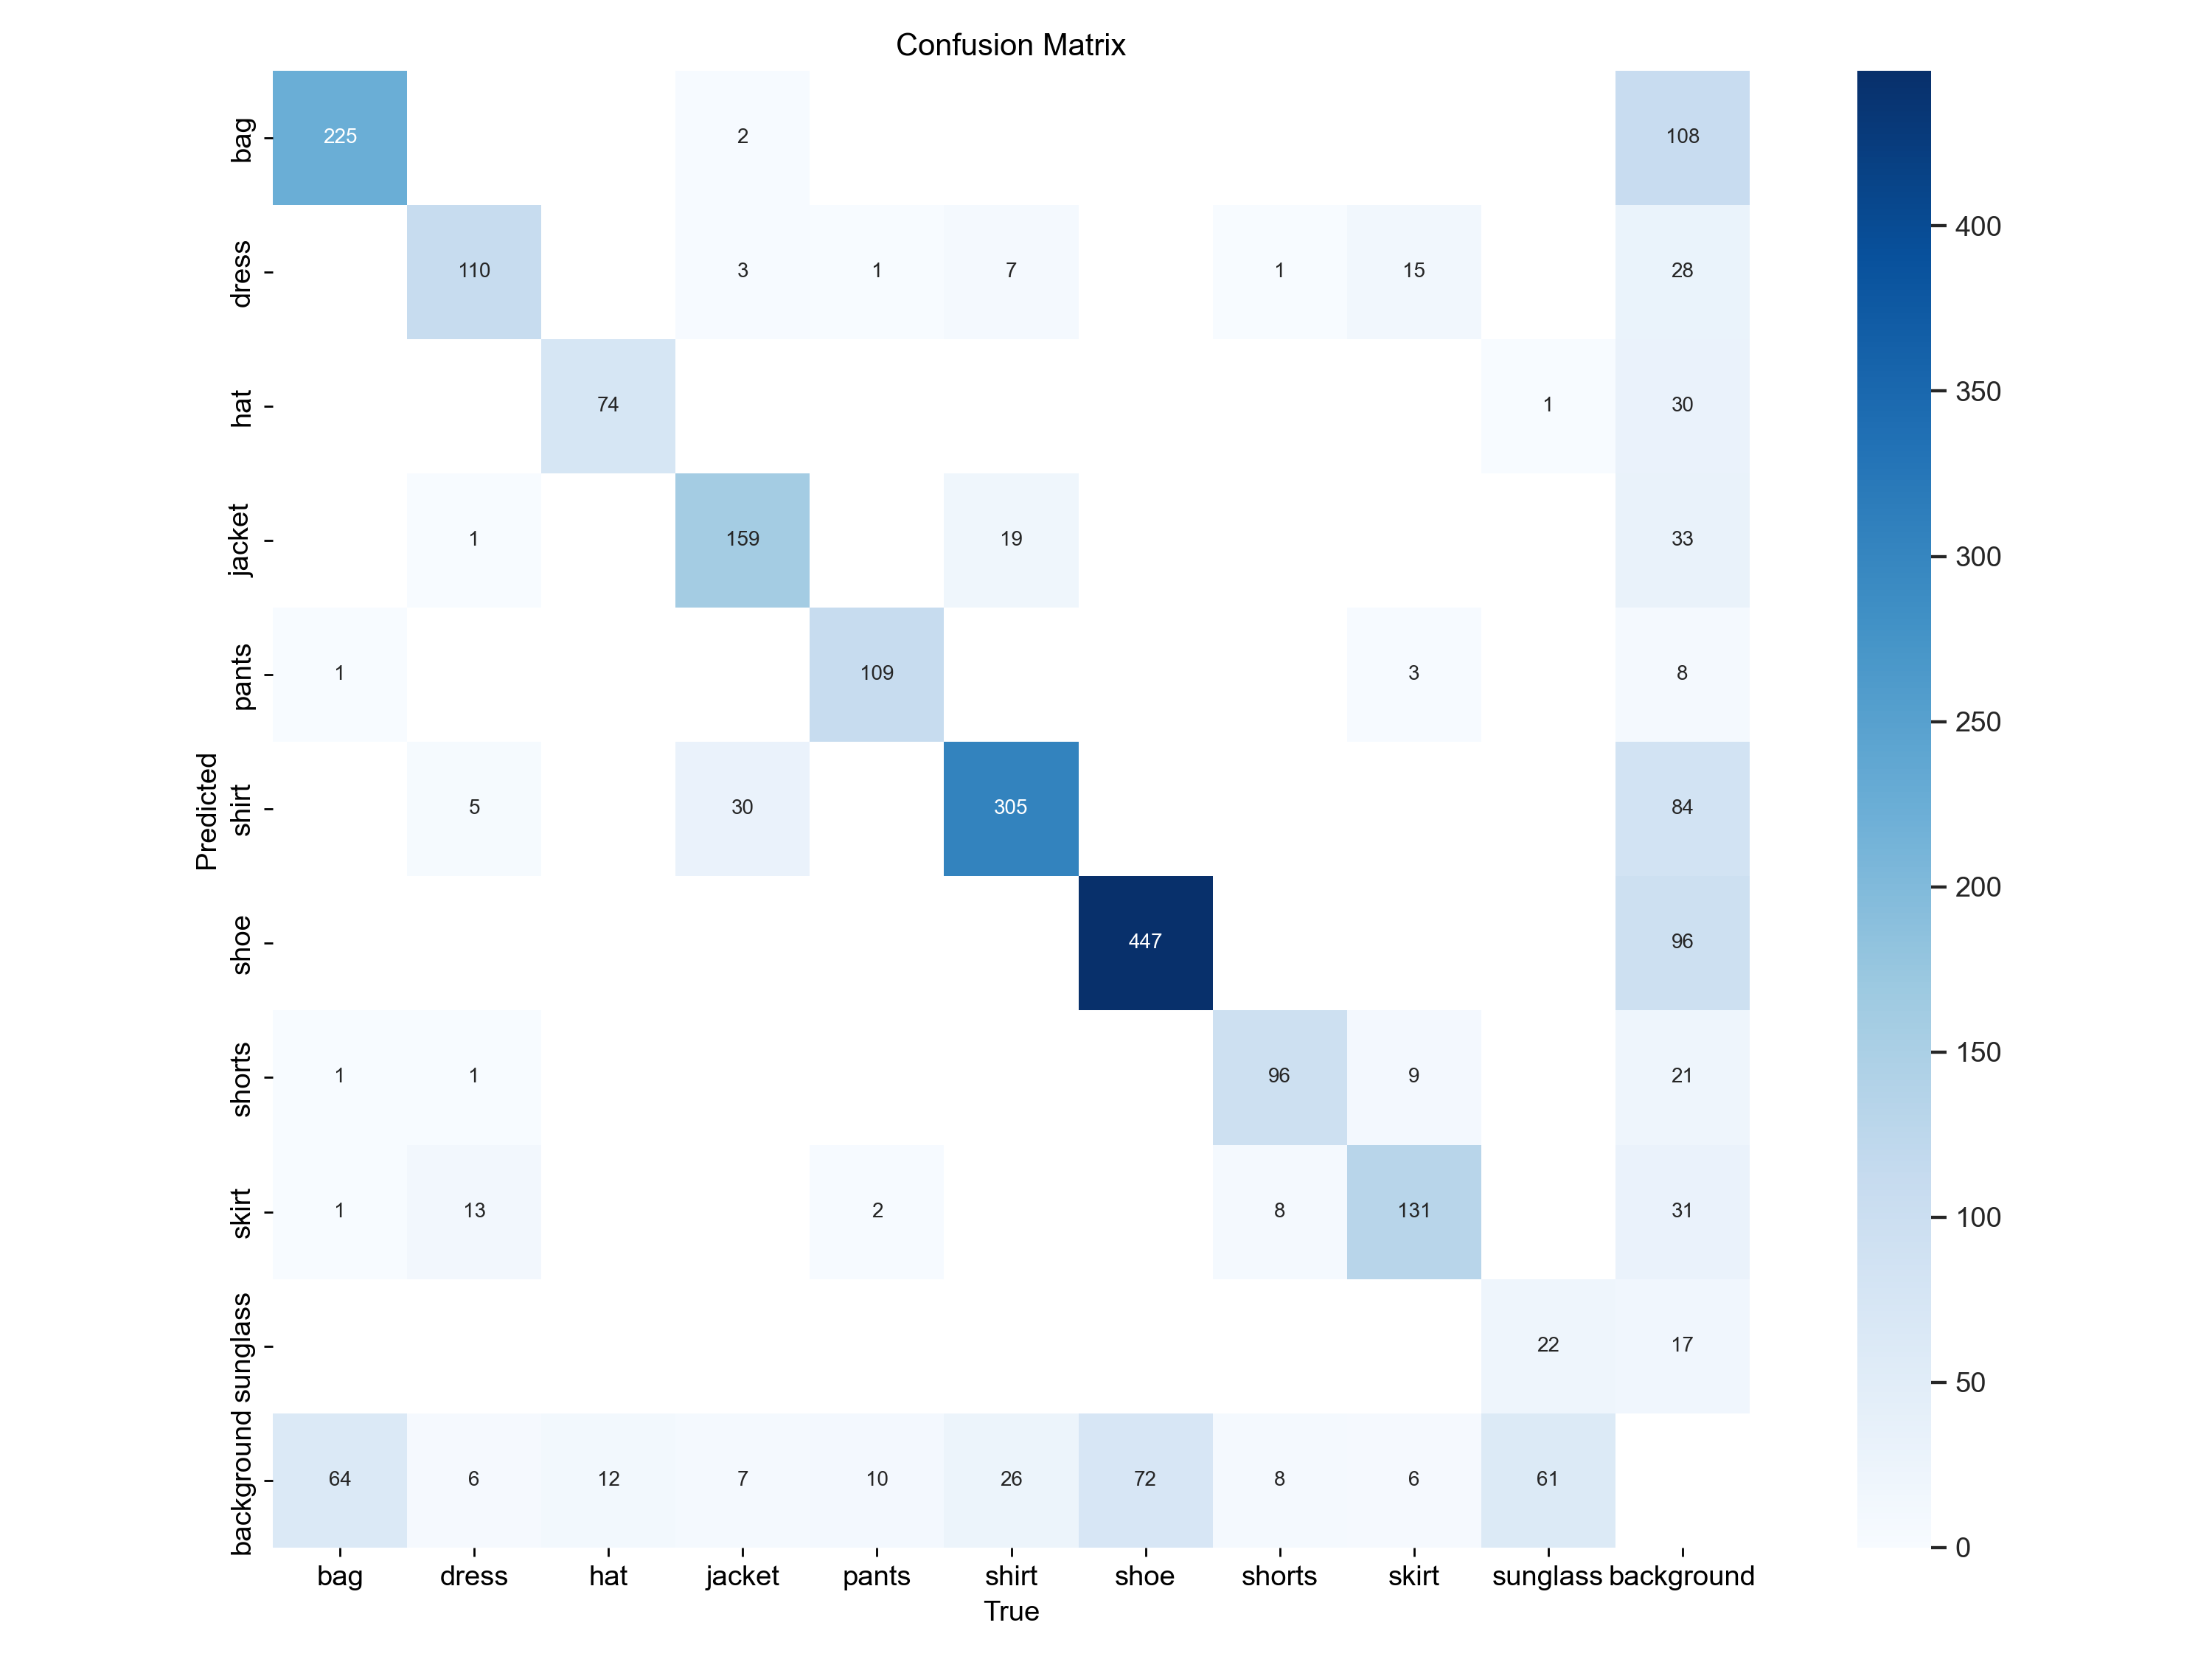 Confusion Matrix
bag 225 2 108
dress 110 3 1 7 1 15 28
hat 74 1 30
jacket 1 159 19 33
pants 1 109 3 8
shirt 5 30 305 84
shoe 447 96
shorts 1 1 96 9 21
skirt 1 13 2 8 131 31
sunglass 22 17
background 64 6 12 7 10 26 72 8 6 61
Predicted
bag dress hat jacket pants shirt shoe shorts skirt sunglass background
True
400
350
300
250
200
150
100
50
0